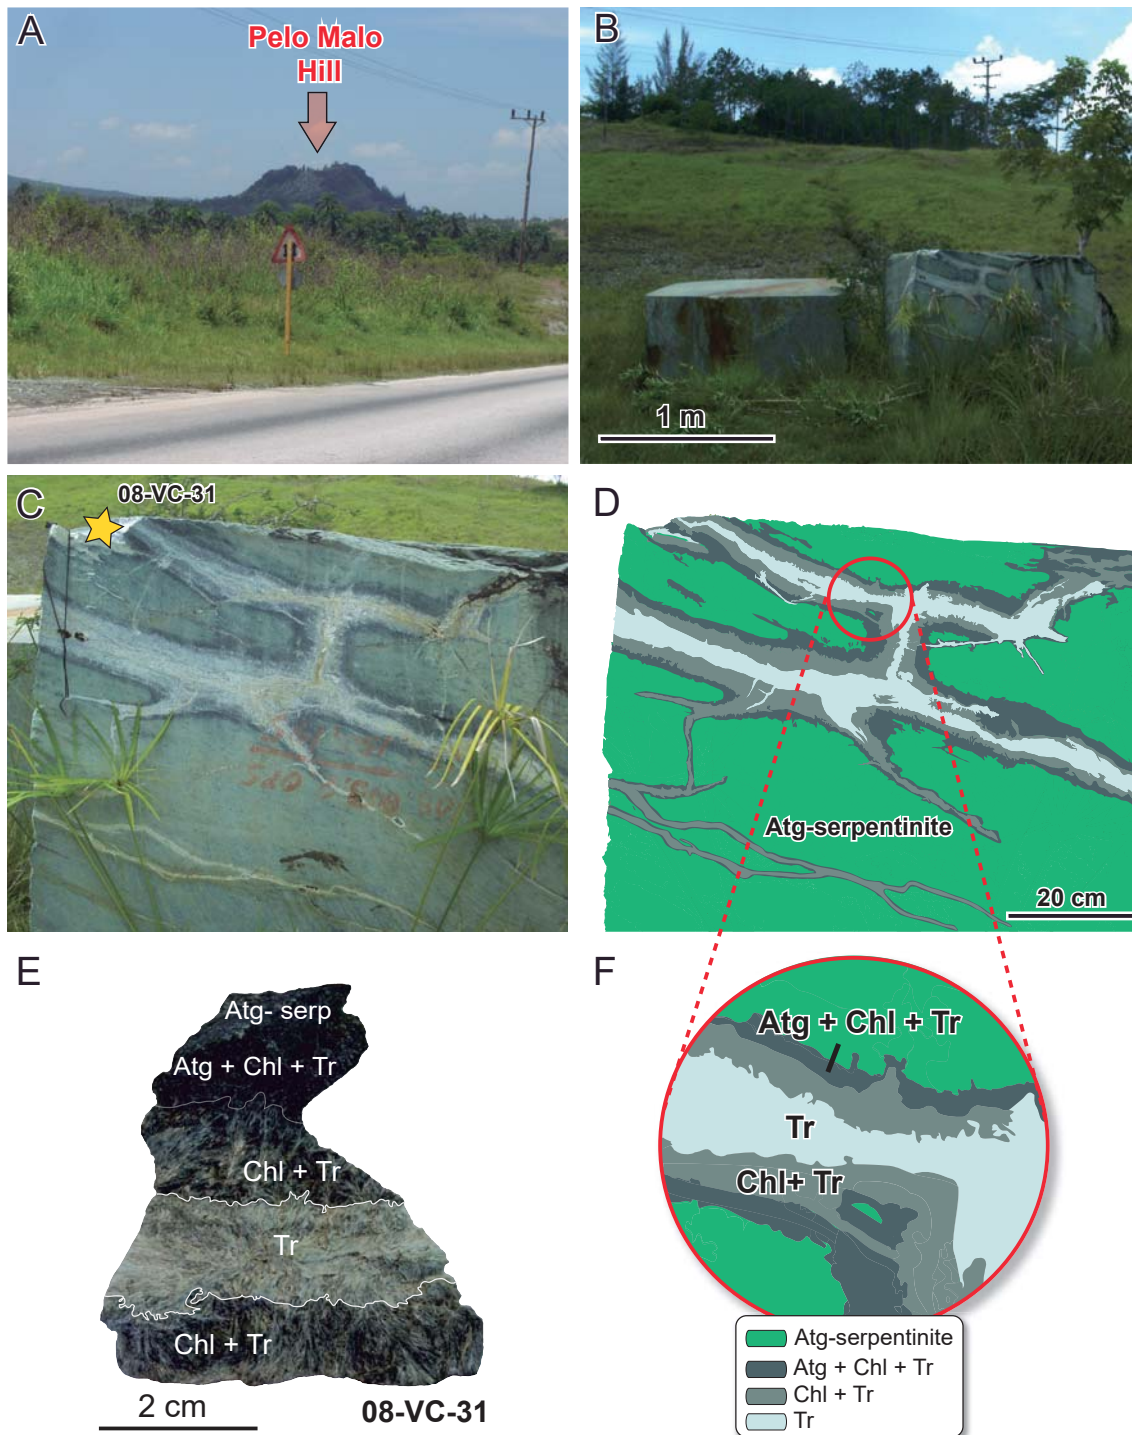 A
Pelo Malo
Hill
B
1 m
C
08-VC-31
D
Atg-serpentinite
20 cm
E
Atg- serp
Atg + Chl + Tr
Chl + Tr
Tr
Chl + Tr
2 cm
08-VC-31
F
Atg + Chl + Tr
Tr
Chl+ Tr
Atg-serpentinite
Atg + Chl + Tr
Chl + Tr
Tr